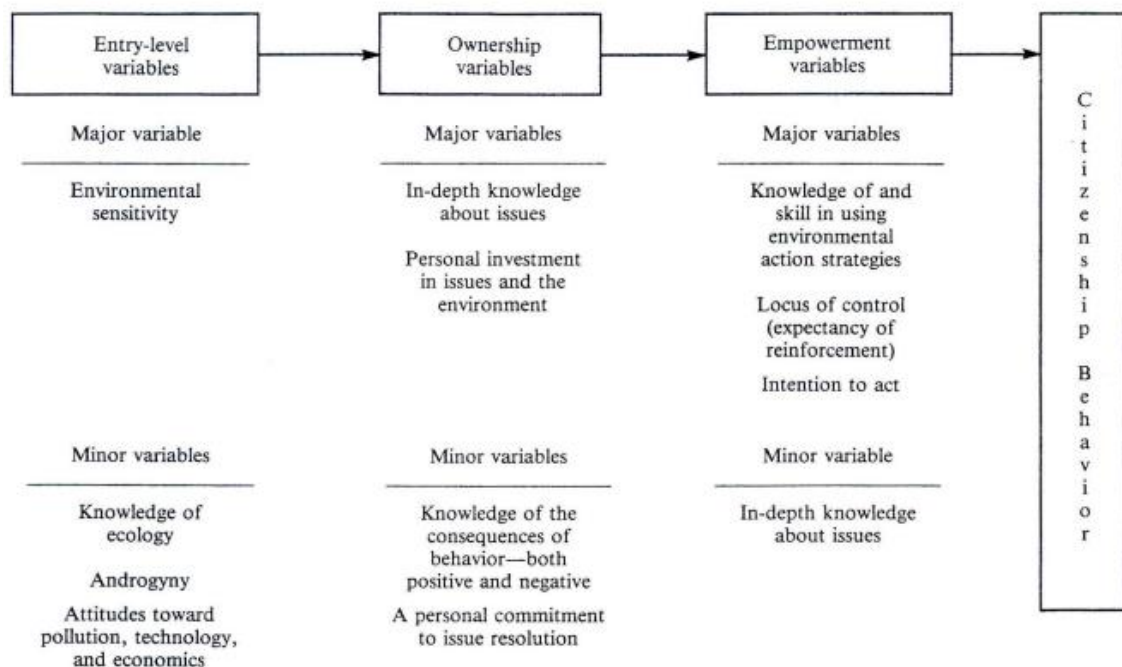 Entry-level
variables
Ownership
variables
Empowerment
variables
Major variable
Environmental
sensitivity
Major variables
In-depth knowledge
about issues
Personal investment
in issues and the
environment
Major variables
Knowledge of and
skill in using
environmental
action strategies
Locus of control
(expectancy of
reinforcement)
Intention to act
Minor variables
Knowledge of
ecology
Androgyny
Attitudes toward
pollution, technology,
and economics
Minor variables
Knowledge of the
consequences of
behavior—both
positive and negative
A personal commitment
to issue resolution
Minor variable
In-depth knowledge
about issues
Citizenship Behavior